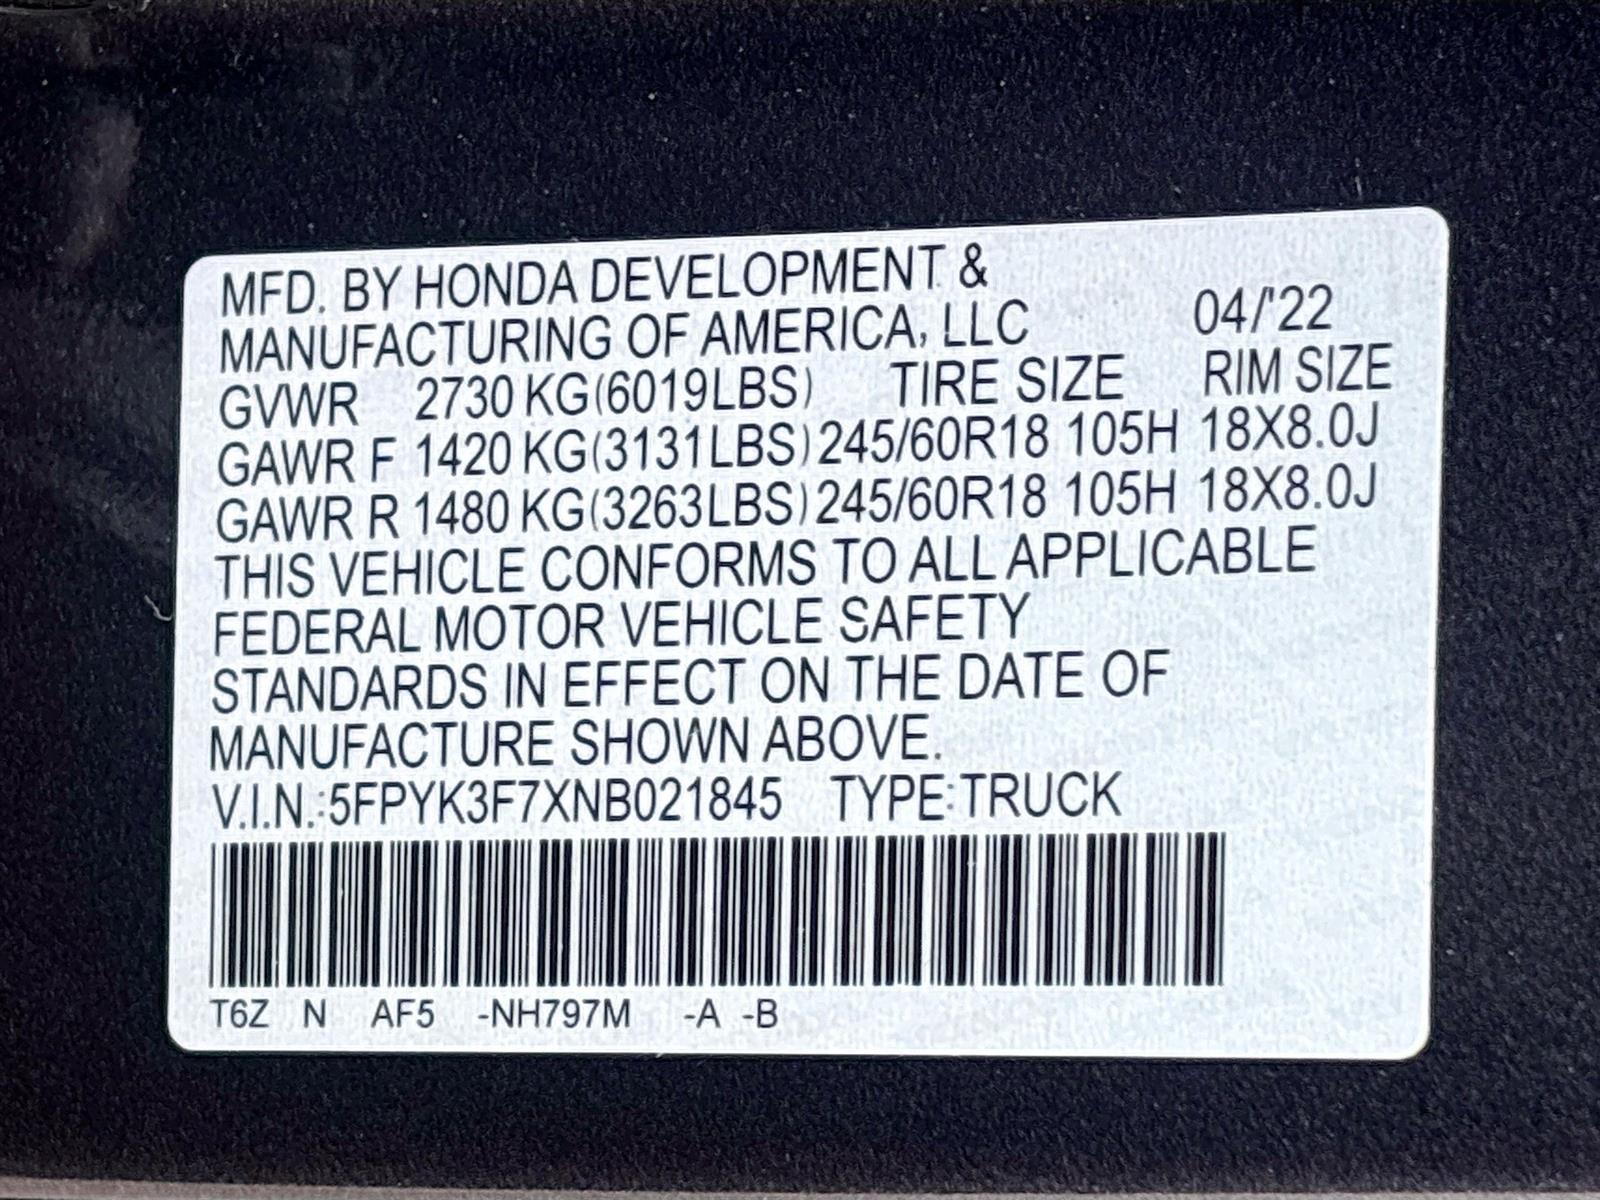 MFD. BY HONDA DEVELOPMENT &
MANUFACTURING OF AMERICA, LLC 04/'22
GVWR 2730 KG(6019LBS) TIRE SIZE RIM SIZE
GAWR F 1420 KG(3131LBS) 245/60R18 105H 18X8.0J
GAWR R 1480 KG(3263LBS) 245/60R18 105H 18X8.0J
THIS VEHICLE CONFORMS TO ALL APPLICABLE
FEDERAL MOTOR VEHICLE SAFETY
STANDARDS IN EFFECT ON THE DATE OF
MANUFACTURE SHOWN ABOVE.
V.I.N.:5FPYK3F7XNB021845 TYPE:TRUCK
T6Z N AF5 -NH797M -A -B